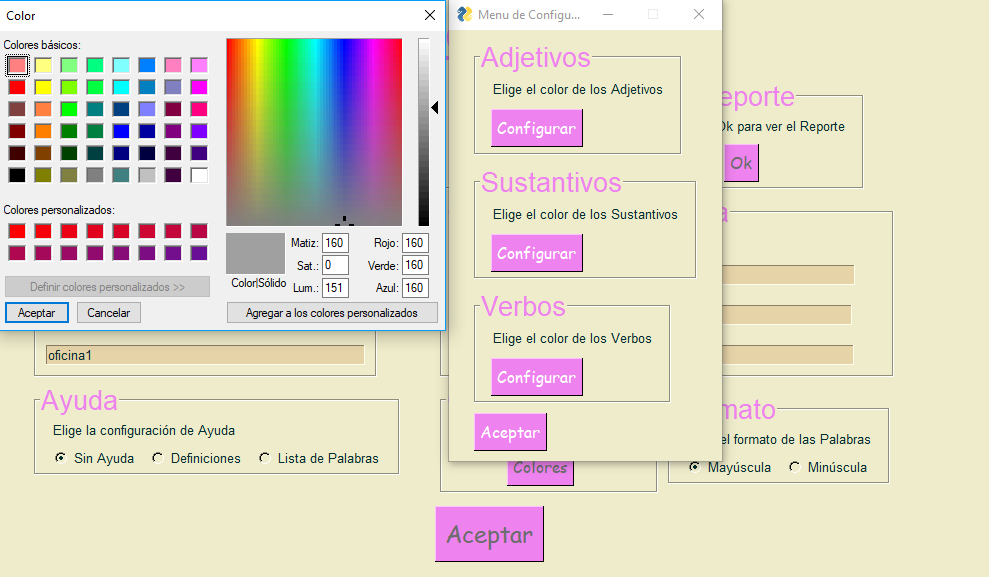 Color
Colores básicos:
Colores personalizados:
Definir colores personalizados >>
Aceptar
Cancelar
Matiz: 160
Sat.: 0
Lum.: 151
Rojo: 160
Verde: 160
Azul: 160
Color|Sólido
Agregar a los colores personalizados
Menu de Configu...
Adjetivos
Elige el color de los Adjetivos
Configurar
Sustantivos
Elige el color de los Sustantivos
Configurar
Verbos
Elige el color de los Verbos
Configurar
Aceptar
eporte
Ok para ver el Reporte
Ok
a
oficina1
Ayuda
Elige la configuración de Ayuda
Sin Ayuda
Definiciones
Lista de Palabras
Colores
mato
el formato de las Palabras
Mayúscula
Minúscula
Aceptar